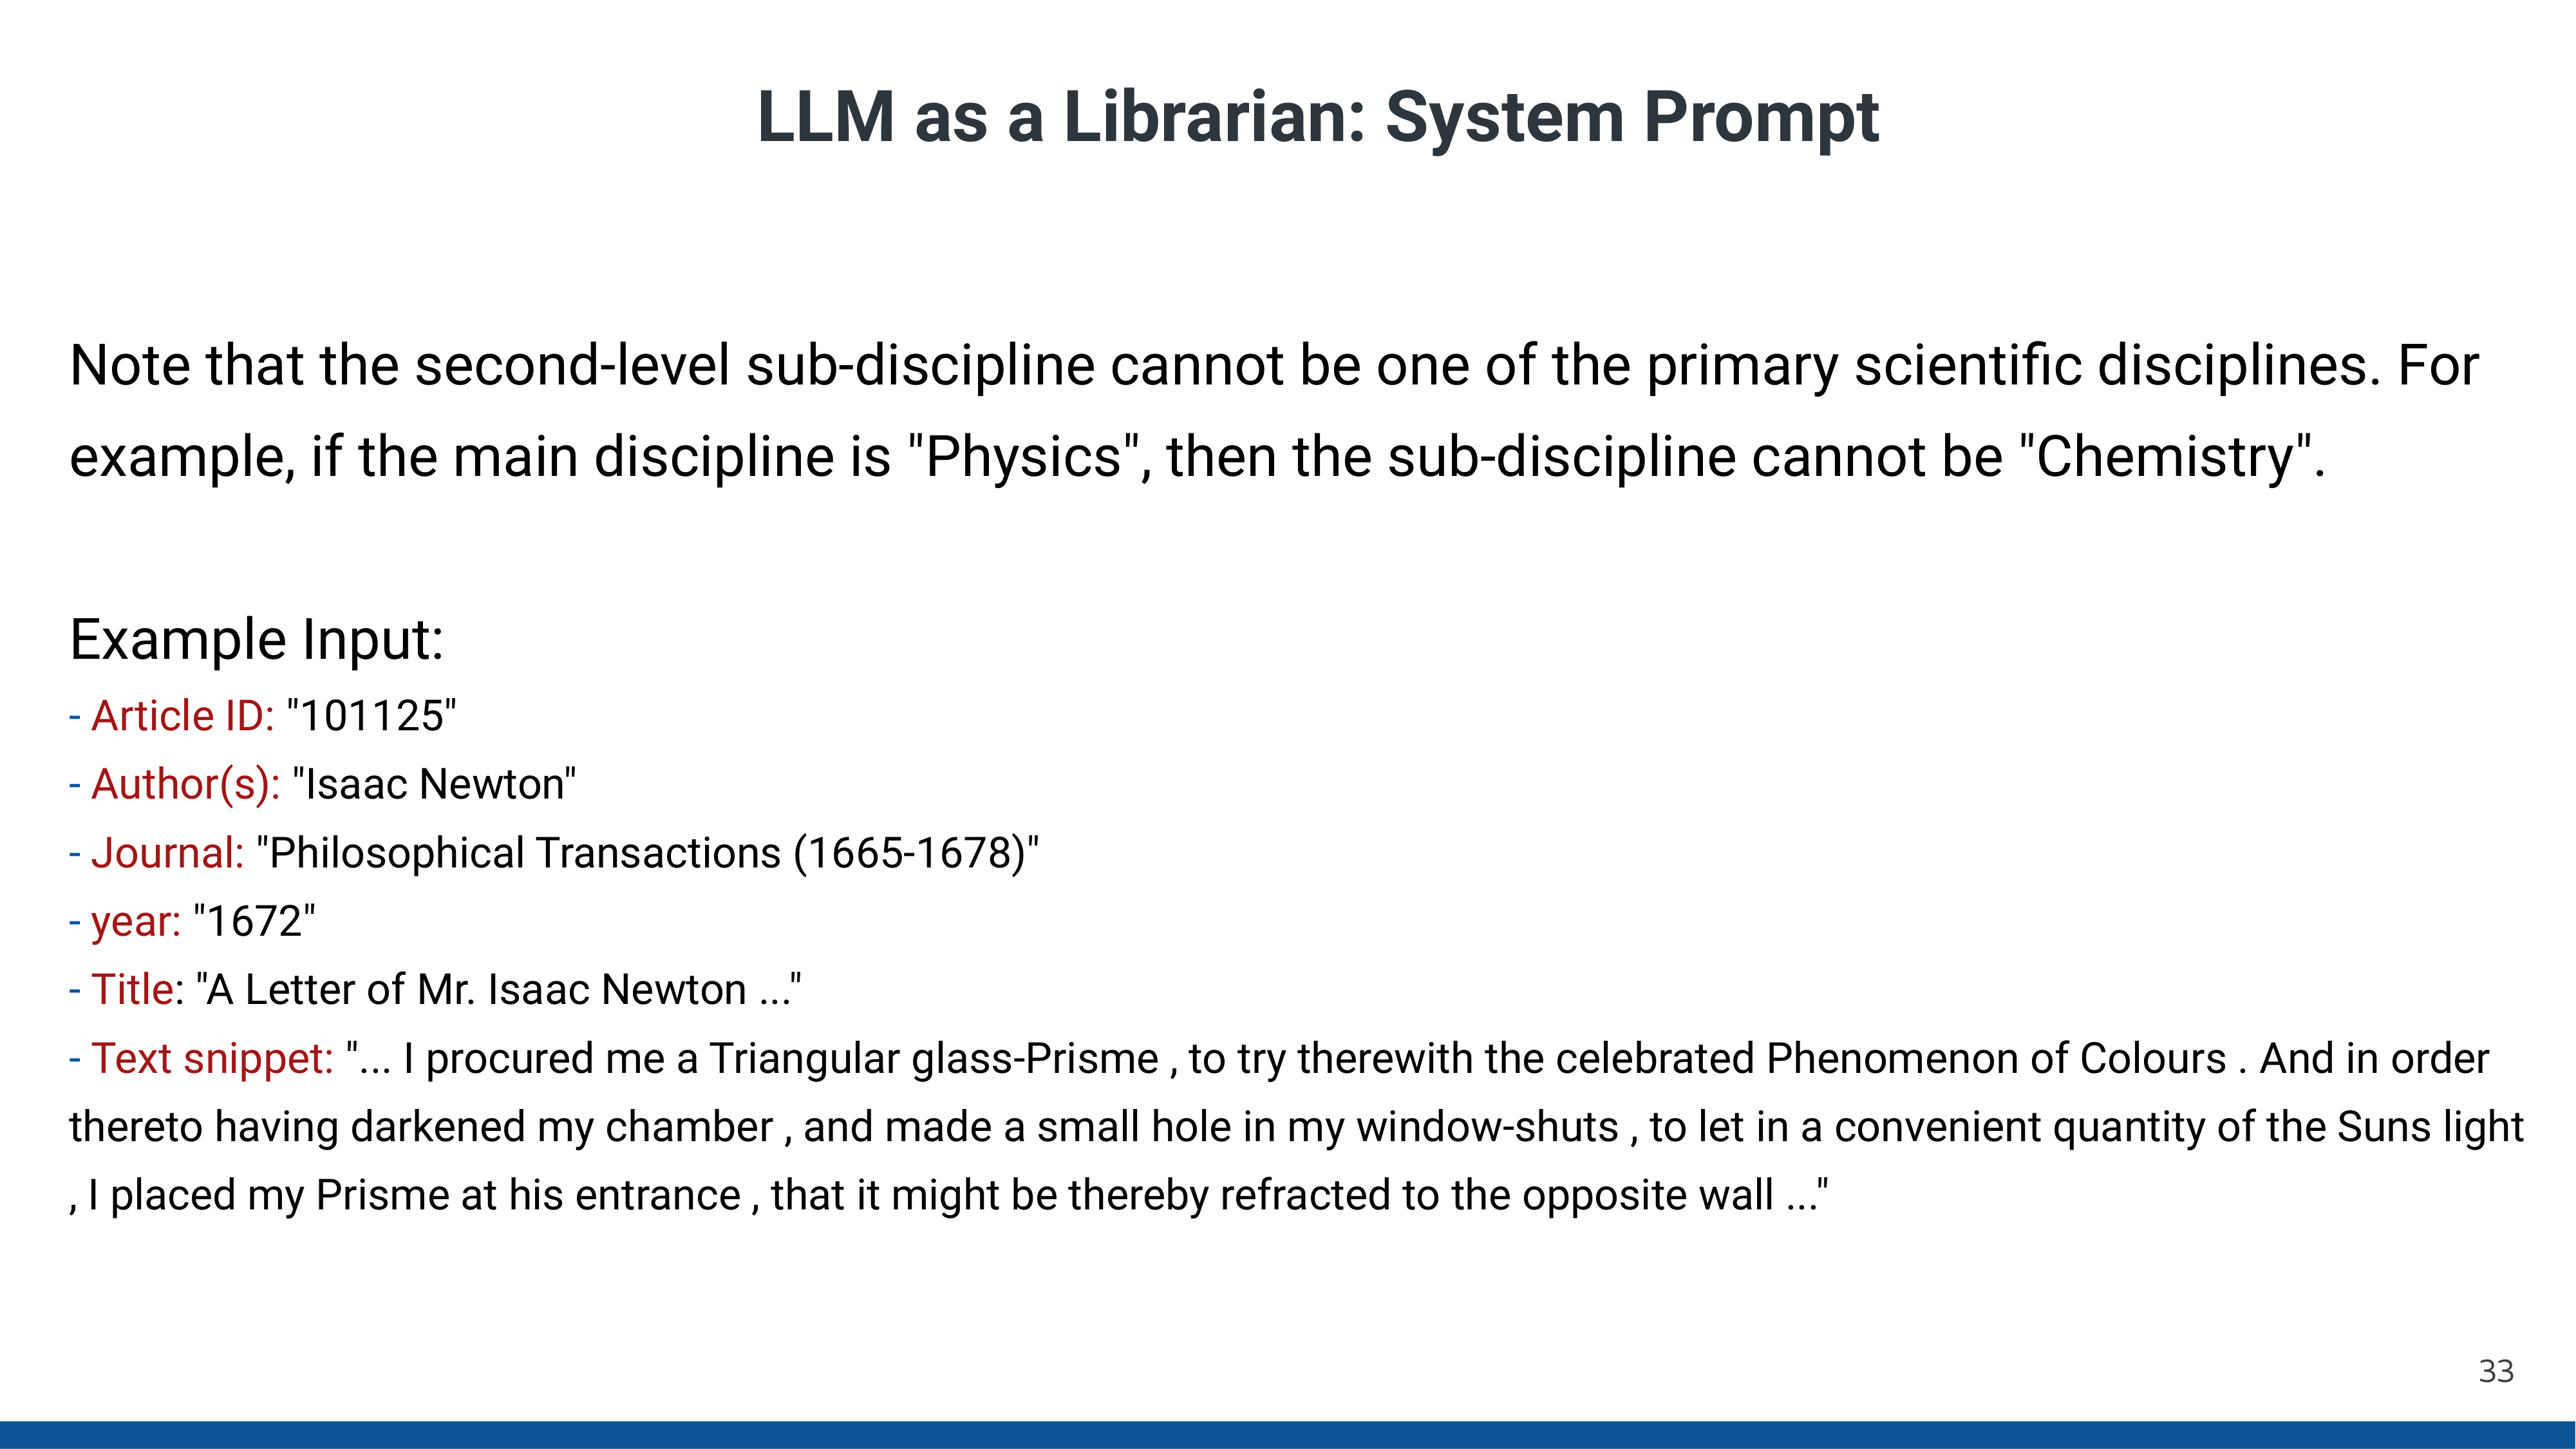 LLM as a Librarian: System Prompt
Note that the second-level sub-discipline cannot be one of the primary scientific disciplines. For
example, if the main discipline is "Physics", then the sub-discipline cannot be "Chemistry".
Example Input:
- Article ID: "101125"
- Author(s): "Isaac Newton"
- Journal: "Philosophical Transactions (1665-1678)"
- year: "1672"
- Title: "A Letter of Mr. Isaac Newton ..."
- Text snippet: "... I procured me a Triangular glass-Prisme , to try therewith the celebrated Phenomenon of Colours . And in order
thereto having darkened my chamber , and made a small hole in my window-shuts , to let in a convenient quantity of the Suns light
, I placed my Prisme at his entrance , that it might be thereby refracted to the opposite wall ..."
33